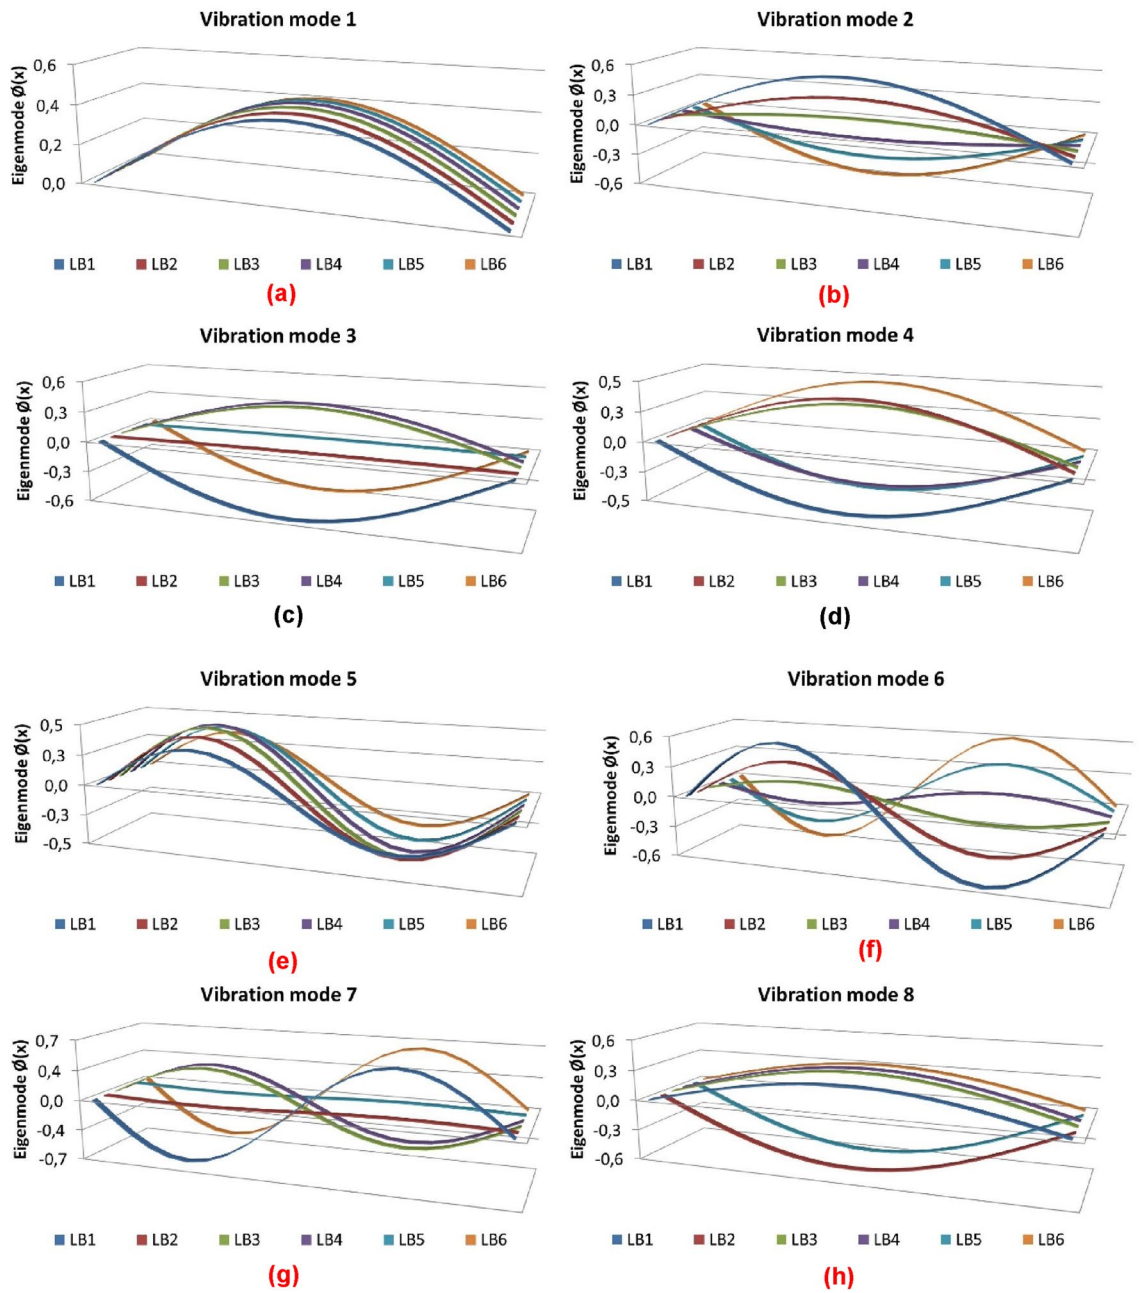 Vibration mode 1
Eigenmode Ø(x)
0,6
0,4
0,2
0,0
LB1 LB2 LB3 LB4 LB5 LB6
(a)
Vibration mode 2
Eigenmode Ø(x)
0,6
0,3
0,0
-0,3
-0,6
LB1 LB2 LB3 LB4 LB5 LB6
(b)
Vibration mode 3
Eigenmode Ø(x)
0,6
0,3
0,0
-0,3
-0,6
LB1 LB2 LB3 LB4 LB5 LB6
(c)
Vibration mode 4
Eigenmode Ø(x)
0,5
0,3
0,0
-0,3
-0,5
LB1 LB2 LB3 LB4 LB5 LB6
(d)
Vibration mode 5
Eigenmode Ø(x)
0,5
0,3
0,0
-0,3
-0,5
LB1 LB2 LB3 LB4 LB5 LB6
(e)
Vibration mode 6
Eigenmode Ø(x)
0,6
0,3
0,0
-0,3
-0,6
LB1 LB2 LB3 LB4 LB5 LB6
(f)
Vibration mode 7
Eigenmode Ø(x)
0,7
0,4
0,0
-0,4
-0,7
LB1 LB2 LB3 LB4 LB5 LB6
(g)
Vibration mode 8
Eigenmode Ø(x)
0,6
0,3
0,0
-0,3
-0,6
LB1 LB2 LB3 LB4 LB5 LB6
(h)